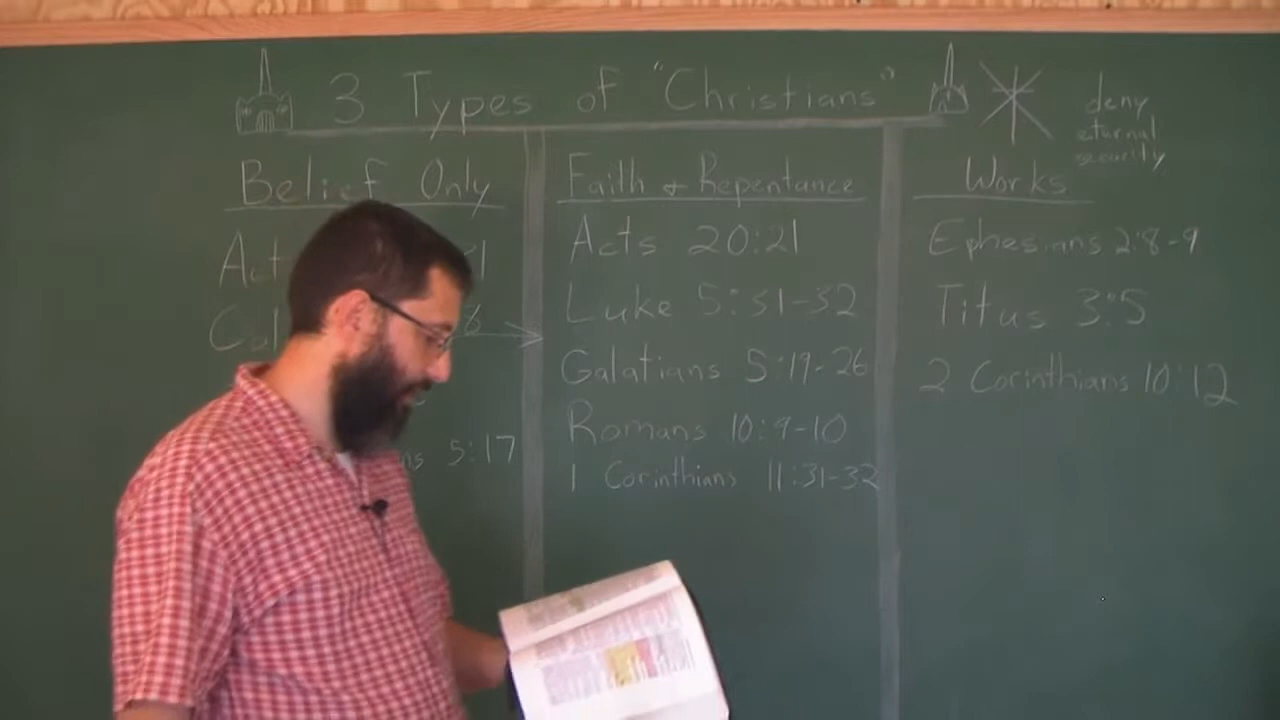 3 Types of "Christians"
deny
eternal
security
Belief Only
Faith & Repentance
Works
Acts 20:21
Luke 5:31-32
Galatians 5:19-26
5:17
Romans 10:9-10
1 Corinthians 11:31-32
Ephesians 2:8-9
Titus 3:5
2 Corinthians 10:12